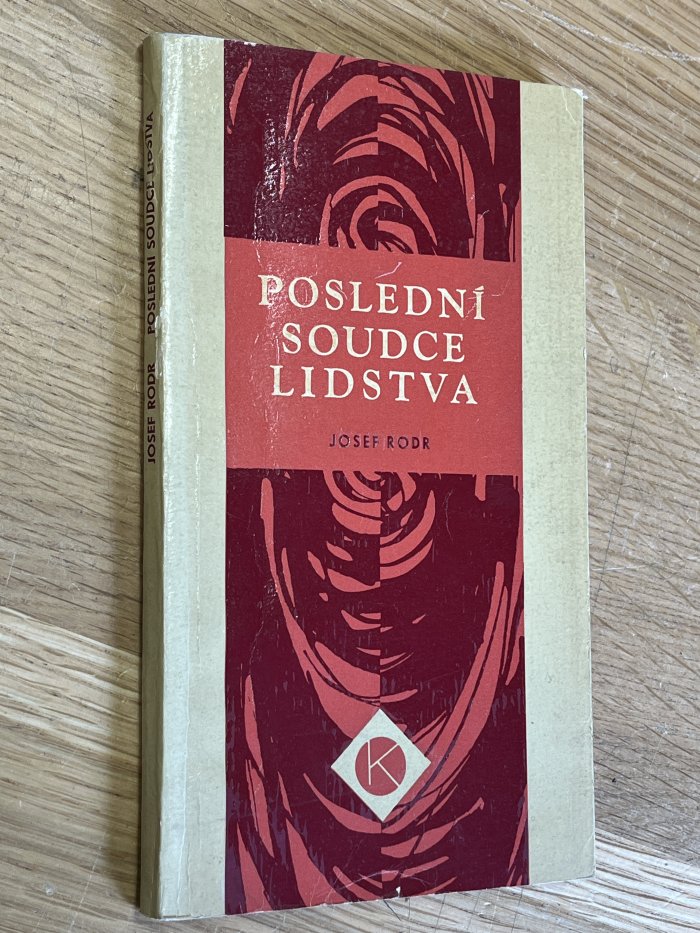 POSLEDNÍ
SOUDCE
LIDSTVA
JOSEF RODR
K
JOSEF RODR POSLEDNÍ SOUDCE LIDSTVA